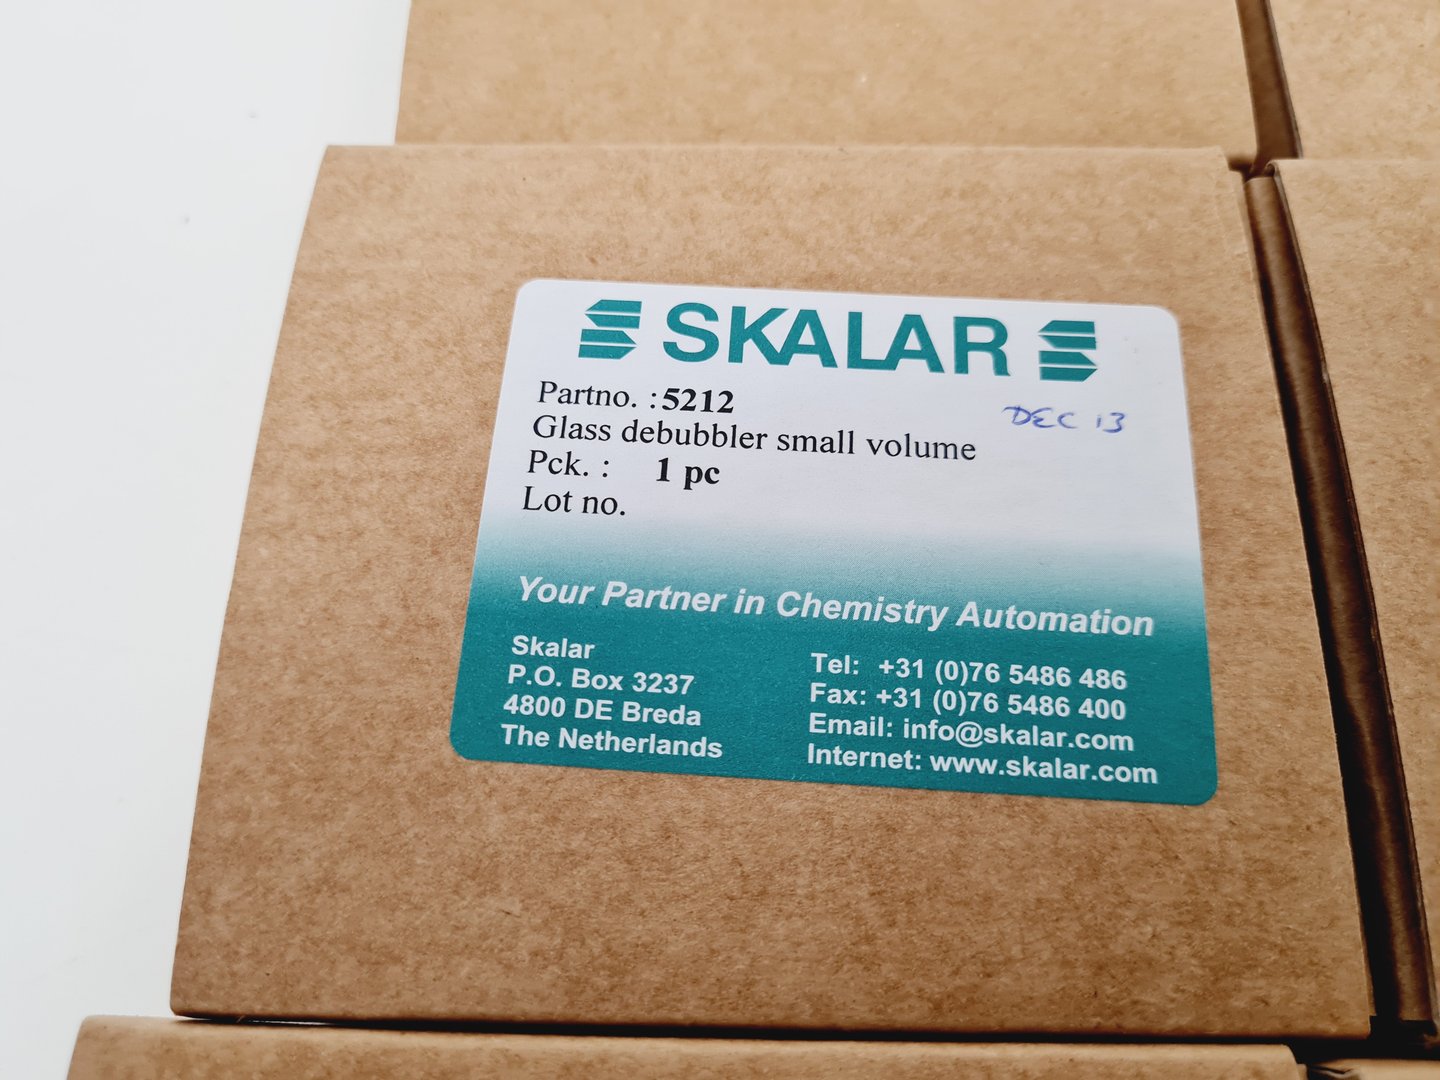 SKALAR
Partno. :5212
DEC 13
Glass debubbler small volume
Pck. : 1 pc
Lot no.
Your Partner in Chemistry Automation
Skalar
P.O. Box 3237
4800 DE Breda
The Netherlands
Tel: +31 (0)76 5486 486
Fax: +31 (0)76 5486 400
Email: info@skalar.com
Internet: www.skalar.com